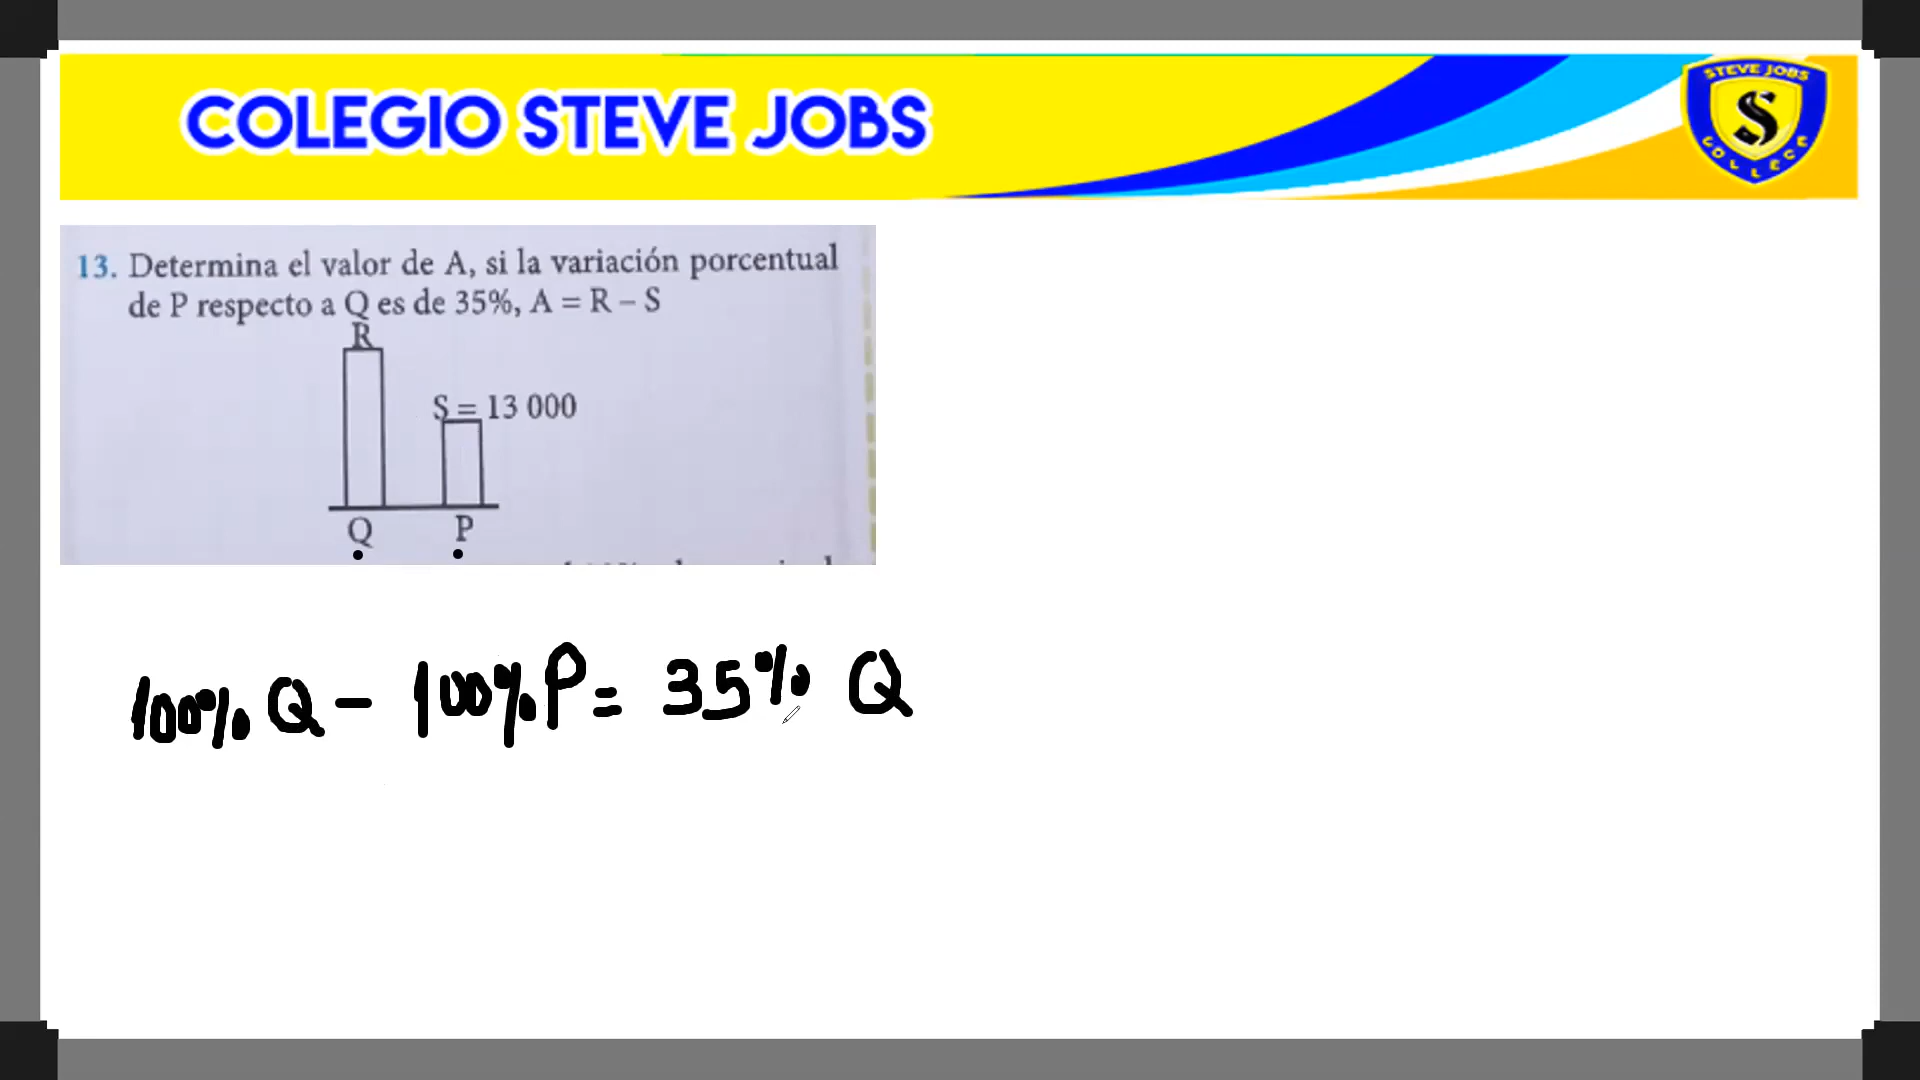 COLEGIO STEVE JOBS
STEVE JOBS
S
COLLEGE
13. Determina el valor de A, si la variación porcentual
de P respecto a Q es de 35%, A = R – S
R
S = 13 000
Q P
100% Q – 100% P = 35% Q